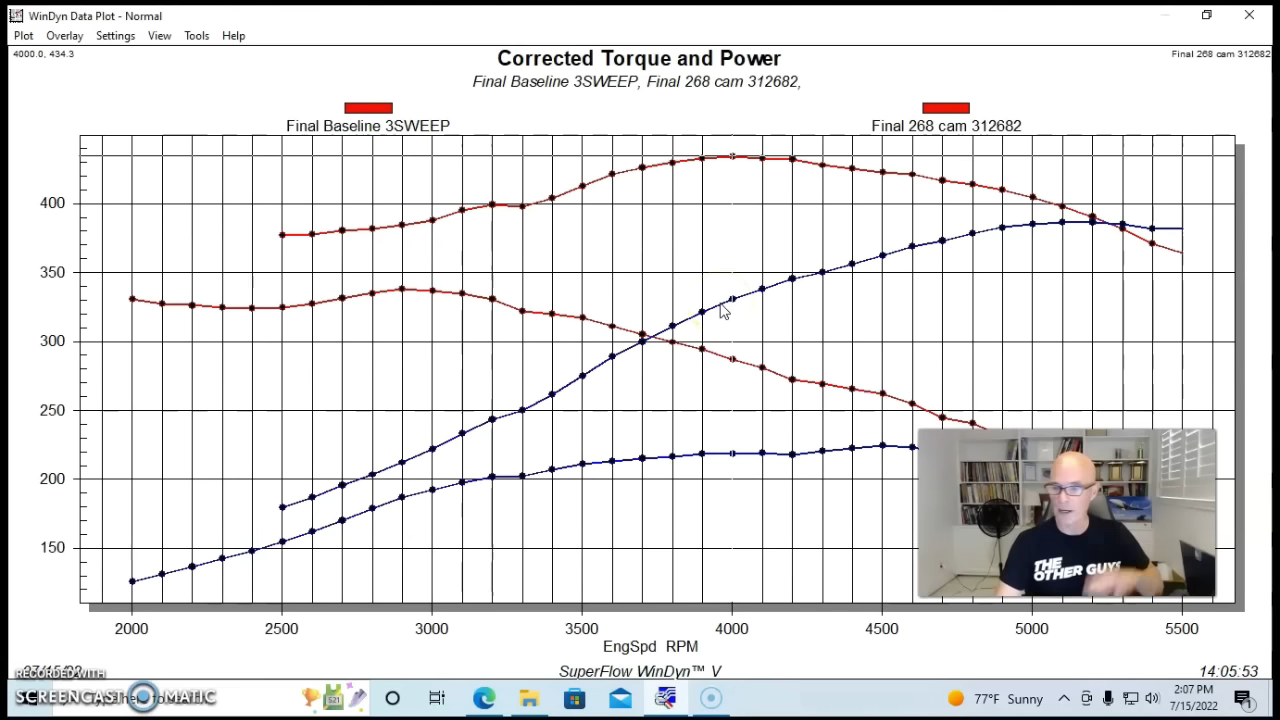 WinDyn Data Plot - Normal
Plot Overlay Settings View Tools Help
4000.0, 434.3
Final 268 cam 312682
Corrected Torque and Power
Final Baseline 3SWEEP, Final 268 cam 312682,
Final Baseline 3SWEEP
Final 268 cam 312682
400
350
300
250
200
150
2000 2500 3000 3500 4000 4500 5000 5500
EngSpd RPM
THE
OTHER GUYS
SuperFlow WinDyn™ V
14:05:53
RECORDED WITH
SCREENCAST MATIC
77°F Sunny
2:07 PM
7/15/2022